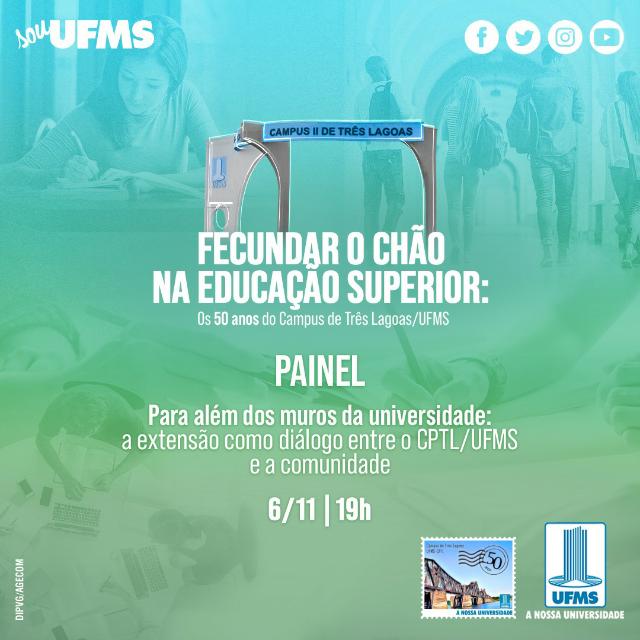 sou UFMS
CAMPUS II DE TRÊS LAGOAS
UFMS
FECUNDAR O CHÃO
NA EDUCAÇÃO SUPERIOR:
Os 50 anos do Campus de Três Lagoas/UFMS
PAINEL
Para além dos muros da universidade:
a extensão como diálogo entre o CPTL/UFMS
e a comunidade
6/11 | 19h
50
A NOSSA UNIVERSIDADE
UFMS
A NOSSA UNIVERSIDADE
DIPVG/AGECOM